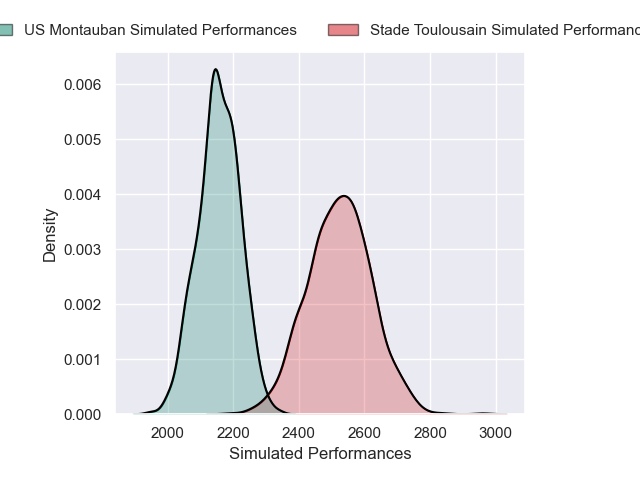 US Montauban Simulated Performances
Stade Toulousain Simulated Performanc
0.006
0.005
0.004
0.003
0.002
0.001
0.000
Density
2000 2200 2400 2600 2800 3000
Simulated Performances